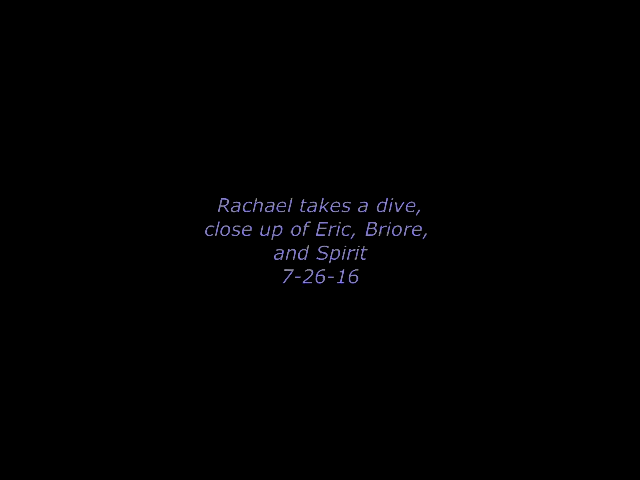 Rachael takes a dive,
close up of Eric, Briore,
and Spirit
7-26-16